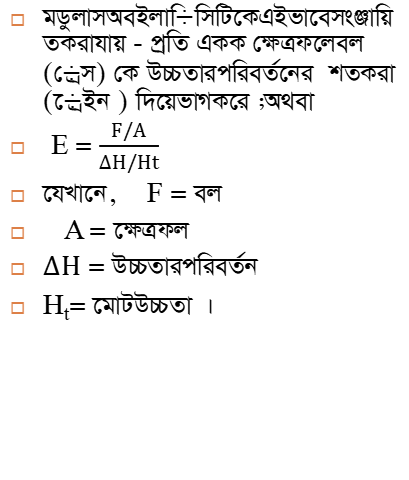 মডুলাসঅবইলাস্টিসিটিকেএইভাবেসংজ্ঞায়ি
তকরাযায় - প্রতি একক ক্ষেত্রফলেবল
(স্ট্রেস) কে উচ্চতারপরিবর্তনের শতকরা
(স্ট্রেইন ) দিয়েভাগকরে ;অথবা
E = F/A / ΔH/Ht
যেখানে, F = বল
A = ক্ষেত্রফল
ΔH = উচ্চতারপরিবর্তন
Ht= মোটউচ্চতা ।